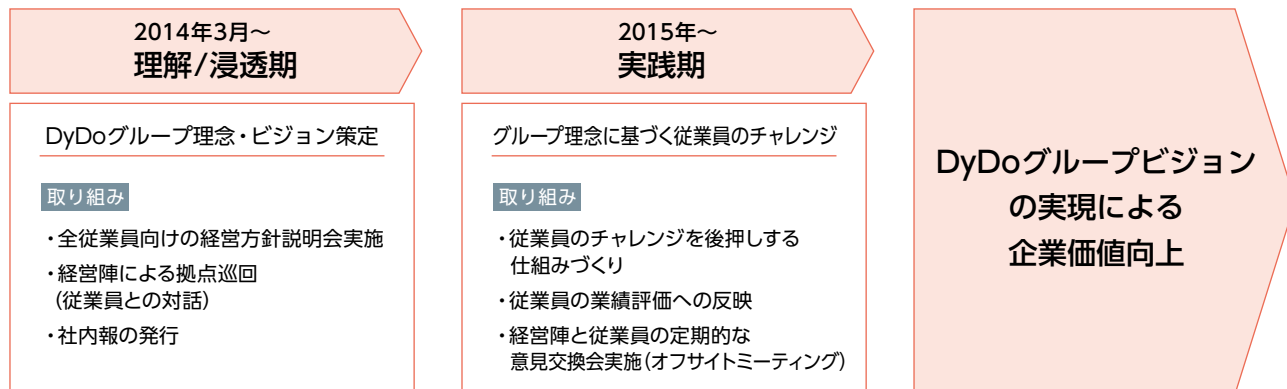 2014年3月〜
理解/浸透期
DyDoグループ理念・ビジョン策定
取り組み
・全従業員向けの経営方針説明会実施
・経営陣による拠点巡回
（従業員との対話）
・社内報の発行
2015年〜
実践期
グループ理念に基づく従業員のチャレンジ
取り組み
・従業員のチャレンジを後押しする
仕組みづくり
・従業員の業績評価への反映
・経営陣と従業員の定期的な
意見交換会実施（オフサイトミーティング）
DyDoグループビジョン
の実現による
企業価値向上